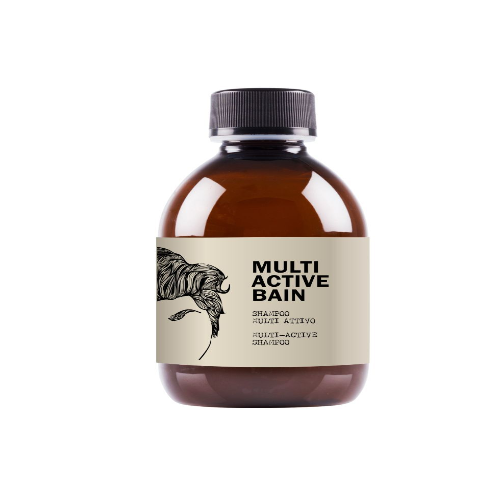 MULTI
ACTIVE
BAIN
SHAMPOO
MULTI ATTIVO
MULTI-ACTIVE
SHAMPOO